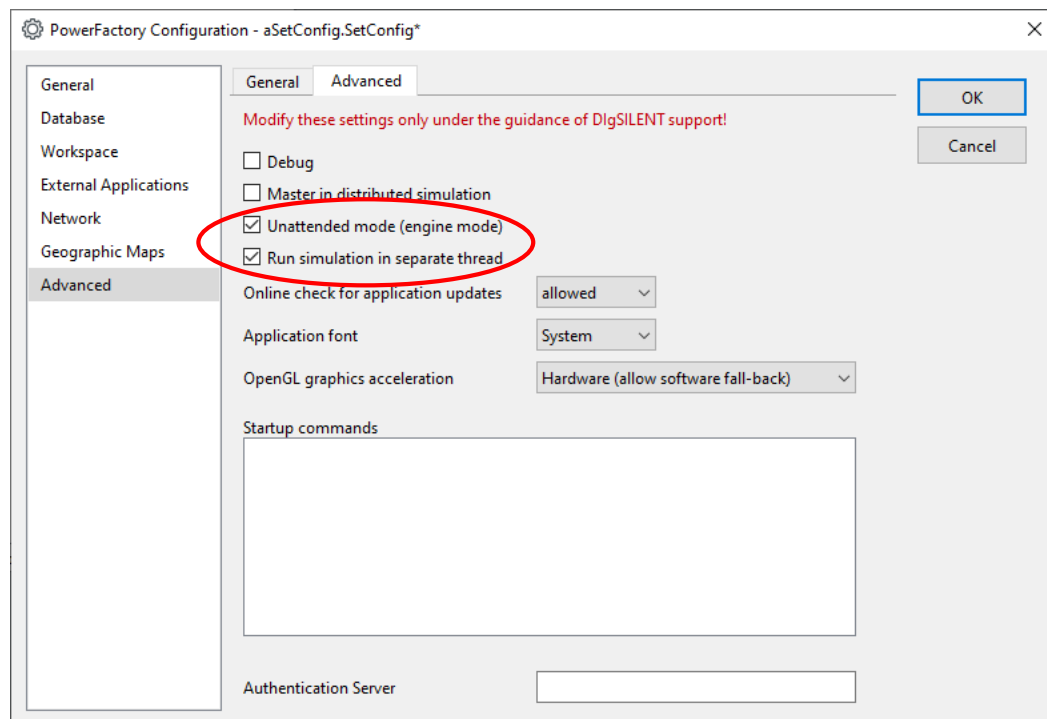 PowerFactory Configuration - aSetConfig.SetConfig*
General
Database
Workspace
External Applications
Network
Geographic Maps
Advanced
General Advanced
Modify these settings only under the guidance of DIgSILENT support!
Debug
Master in distributed simulation
Unattended mode (engine mode)
Run simulation in separate thread
Online check for application updates allowed
Application font System
OpenGL graphics acceleration Hardware (allow software fall-back)
Startup commands
Authentication Server
OK
Cancel